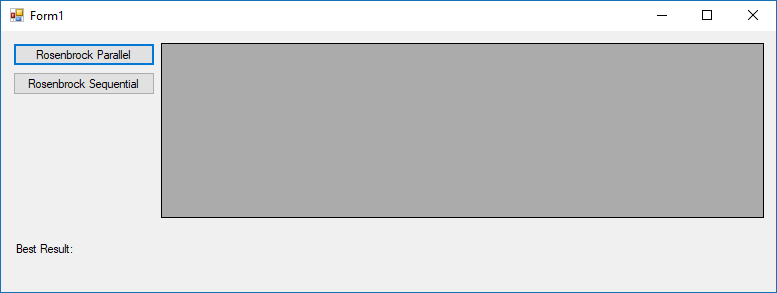 Form1
Rosenbrock Parallel
Rosenbrock Sequential
Best Result: